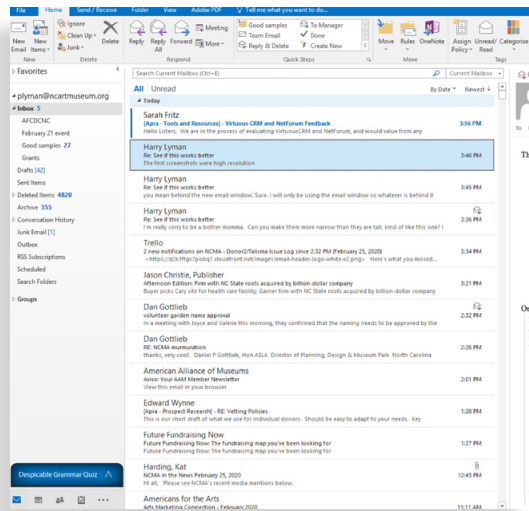 File Home Send / Receive Folder View Adobe PDF Tell me what you want to do...
New Email New Items Ignore Clean Up Junk Delete Reply Reply All Forward Meeting More Good samples Team Email Reply & Delete To Manager Done Create New Move Rules OneNote Assign Policy Unread/ Read Categorize
New Delete Respond Quick Steps Move Tags
Favorites
Search Current Mailbox (Ctrl+E) Current Mailbox
All Unread By Date Newest ↓
Today
plyman@ncartmuseum.org
Inbox 5
AFCDCNC
February 21 event
Good samples 27
Grants
Drafts [42]
Sent Items
Deleted Items 4820
Archive 355
Conversation History
Junk Email [1]
Outbox
RSS Subscriptions
Scheduled
Search Folders
Groups
Despicable Grammar Quiz
Sarah Fritz
[Apra - Tools and Resources] - Virtuous CRM and NetForum Feedback 3:56 PM
Hello Listers, We are in the process of evaluating VirtuousCRM and NetForum, and would value from any
Harry Lyman
Re: See if this works better 3:46 PM
The first screenshots ware high resolution
Harry Lyman
Re: See if this works better 3:45 PM
you mean behind the new email window. Sure. I will only be using the email window so whatever is behind it
Harry Lyman
Re: See if this works better 3:36 PM
I'm really sorry to be a bother momma. Can you make them more narrow than they are tall, kind of like this one! I
Trello
2 new notifications on NCMA - Donor2/Talisma Issue Log since 2:32 PM (February 25, 2020) 3:34 PM
Here's what you missed...
Jason Christie, Publisher
Afternoon Edition: Firm with NC State roots acquired by billion-dollar company 3:21 PM
Buyer picks Cary site for health care facility; Garner firm with NC State roots acquired by billion-dollar company
Dan Gottlieb
volunteer garden name approval 2:32 PM
In a meeting with Joyce and Valerie this morning, they confirmed that the naming needs to be approved by the
Dan Gottlieb
RE: NCMA murmuration 2:26 PM
thanks, very cool! Daniel P Gottlieb, Hon.ASLA Director of Planning, Design & Museum Park North Carolina
American Alliance of Museums
Aviso: Your AAM Member Newsletter 2:01 PM
View this email in your browser
Edward Wynne
[Apra - Prospect Research] - RE: Vetting Policies 1:28 PM
This is our short draft of what we use for individual donors. Should be easy to adapt to your needs. Key
Future Fundraising Now
Future Fundraising Now: The fundraising map you've been looking for 1:27 PM
Future Fundraising Now: The fundraising map you've been looking for
Harding, Kat
NCMA in the News February 25, 2020 12:43 PM
Hi all, Please see NCMA's recent media mentions below.
Americans for the Arts
Arts Marketing Connection - February 2020 11:11 AM